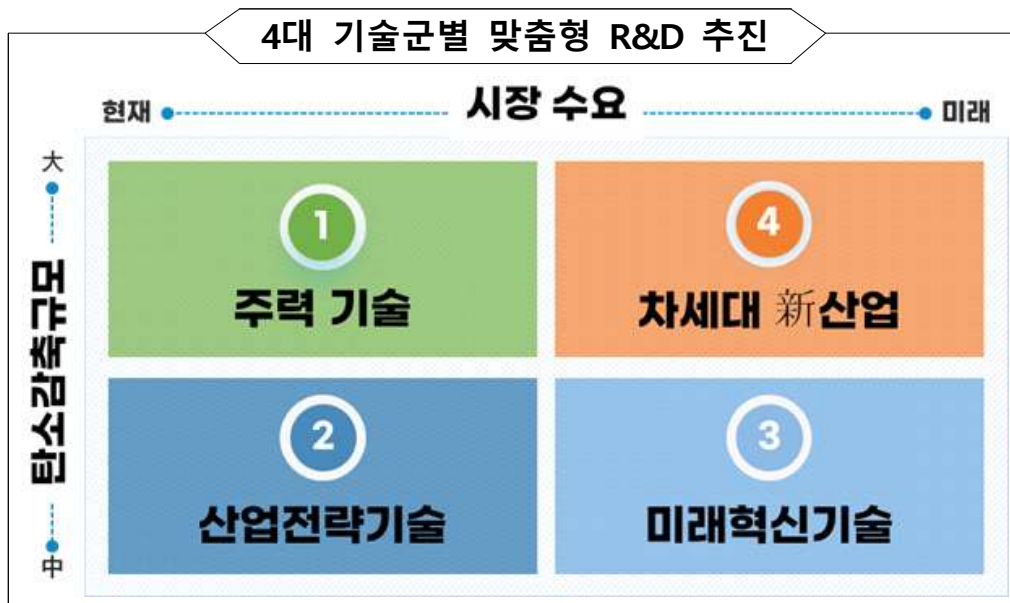 4대 기술군별 맞춤형 R&D 추진
현재 시장 수요 미래
大
탄소감축규모
中
1
주력 기술
4
차세대 新산업
2
산업전략기술
3
미래혁신기술